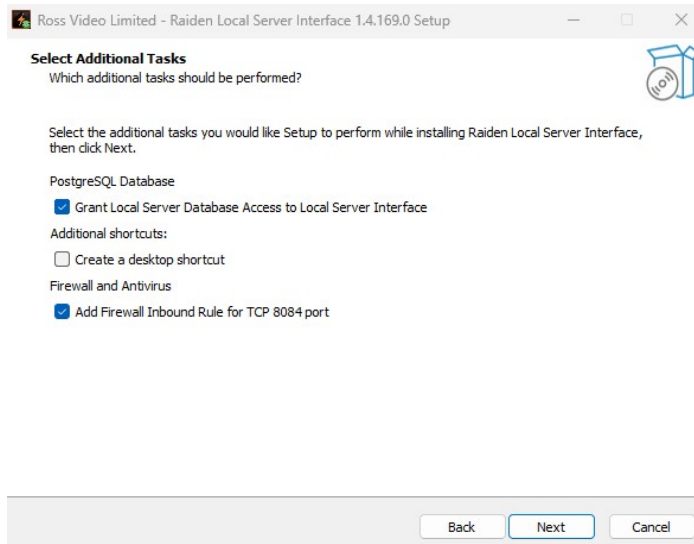 Ross Video Limited - Raiden Local Server Interface 1.4.169.0 Setup
Select Additional Tasks
Which additional tasks should be performed?
Select the additional tasks you would like Setup to perform while installing Raiden Local Server Interface,
then click Next.
PostgreSQL Database
Grant Local Server Database Access to Local Server Interface
Additional shortcuts:
Create a desktop shortcut
Firewall and Antivirus
Add Firewall Inbound Rule for TCP 8084 port
Back
Next
Cancel